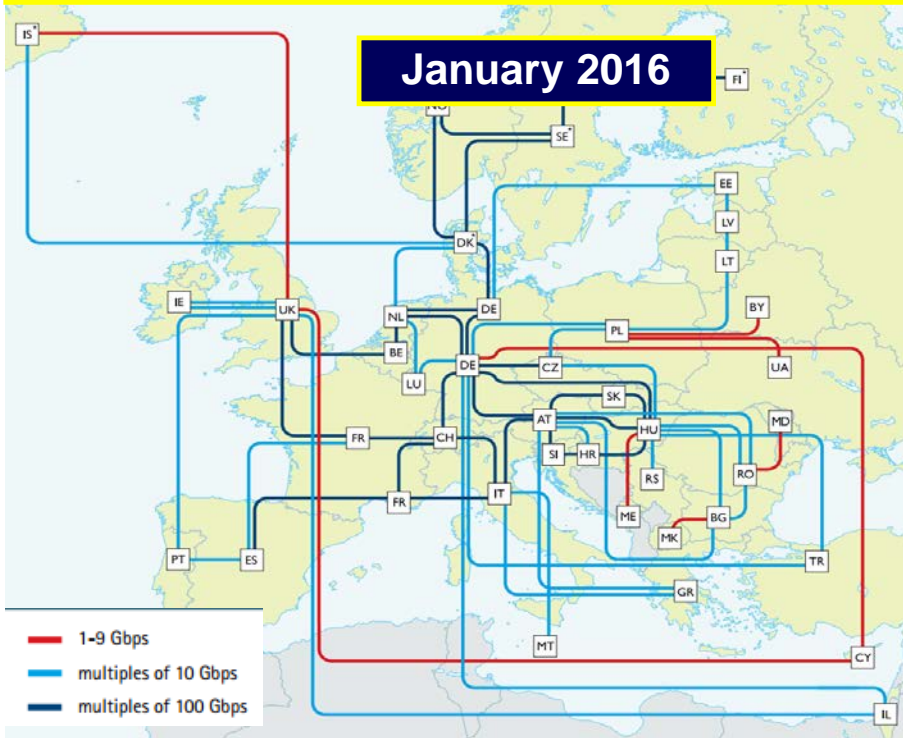 IS*
January 2016
FI*
NO
SE*
EE
LV
DK*
LT
IE
UK
NL
DE
BY
PL
BE
DE
CZ
UA
LU
SK
AT
MD
FR
CH
HU
SI
HR
RO
RS
FR
IT
ME
BG
MK
PT
ES
TR
GR
MT
CY
IL
1-9 Gbps
multiples of 10 Gbps
multiples of 100 Gbps